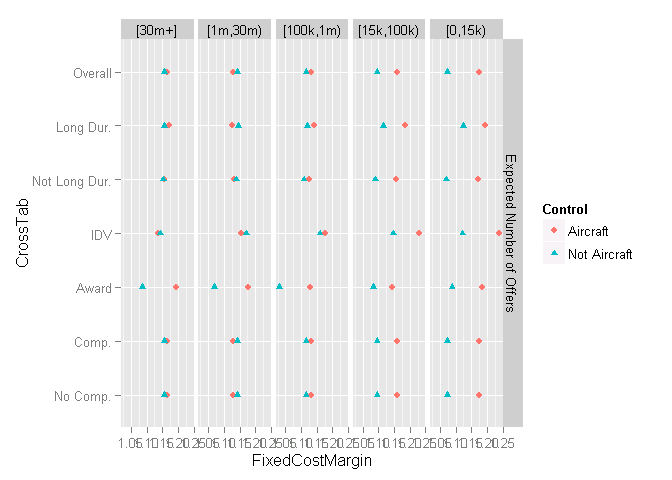 [30m+] [1m,30m) [100k,1m) [15k,100k) [0,15k)
Overall
Long Dur.
Not Long Dur.
IDV
Award
Comp.
No Comp.
CrossTab
Expected Number of Offers
Control
Aircraft
Not Aircraft
FixedCostMargin